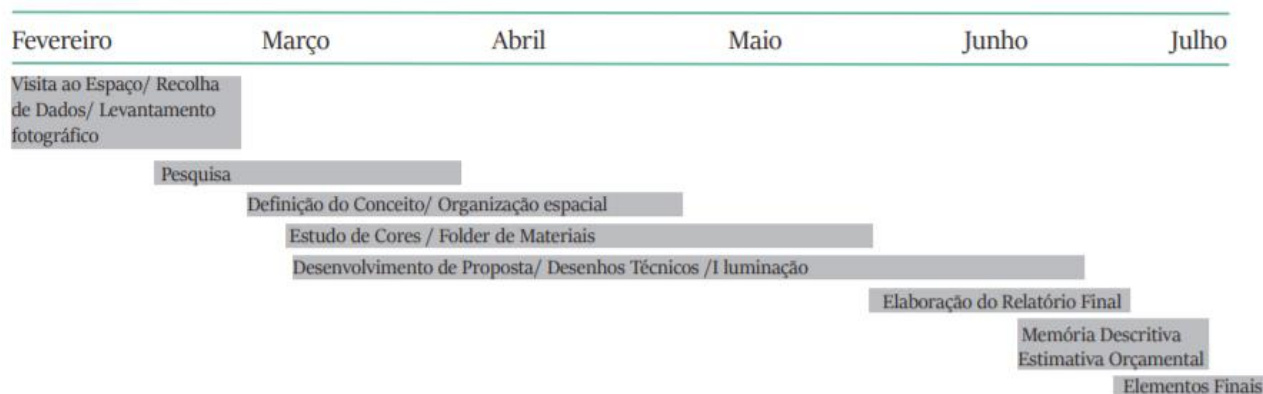 Fevereiro Março Abril Maio Junho Julho
Visita ao Espaço/ Recolha
de Dados/ Levantamento
fotográfico
Pesquisa
Definição do Conceito/ Organização espacial
Estudo de Cores / Folder de Materiais
Desenvolvimento de Proposta/ Desenhos Técnicos /I luminação
Elaboração do Relatório Final
Memória Descritiva
Estimativa Orçamental
Elementos Finais